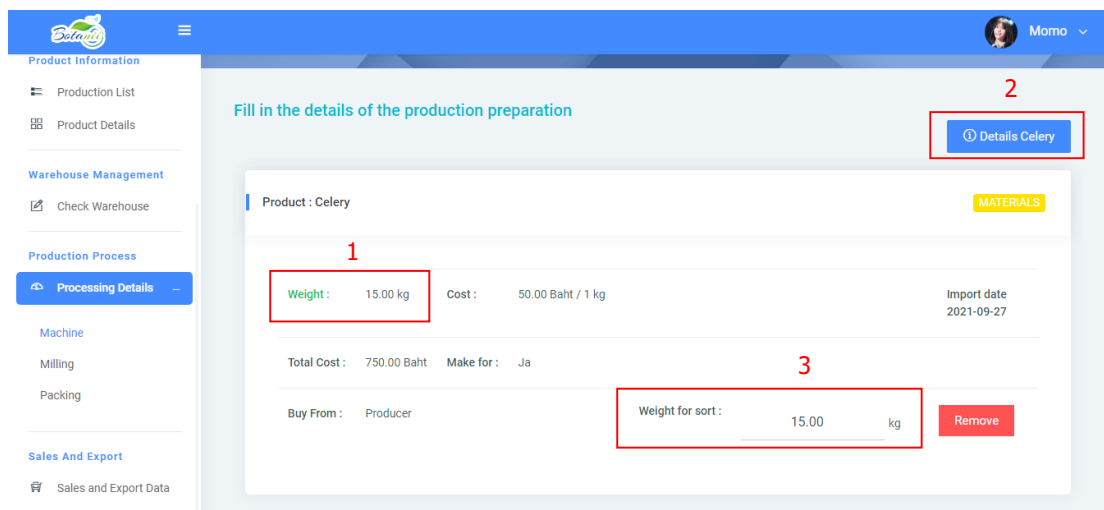 Botanii
Momo
Product Information
Production List
Product Details
Warehouse Management
Check Warehouse
Production Process
Processing Details
Machine
Milling
Packing
Sales And Export
Sales and Export Data
Fill in the details of the production preparation
2
Details Celery
Product : Celery
MATERIALS
1
Weight : 15.00 kg Cost : 50.00 Baht / 1 kg
Import date
2021-09-27
Total Cost : 750.00 Baht Make for : Ja
3
Buy From : Producer
Weight for sort : 15.00 kg
Remove